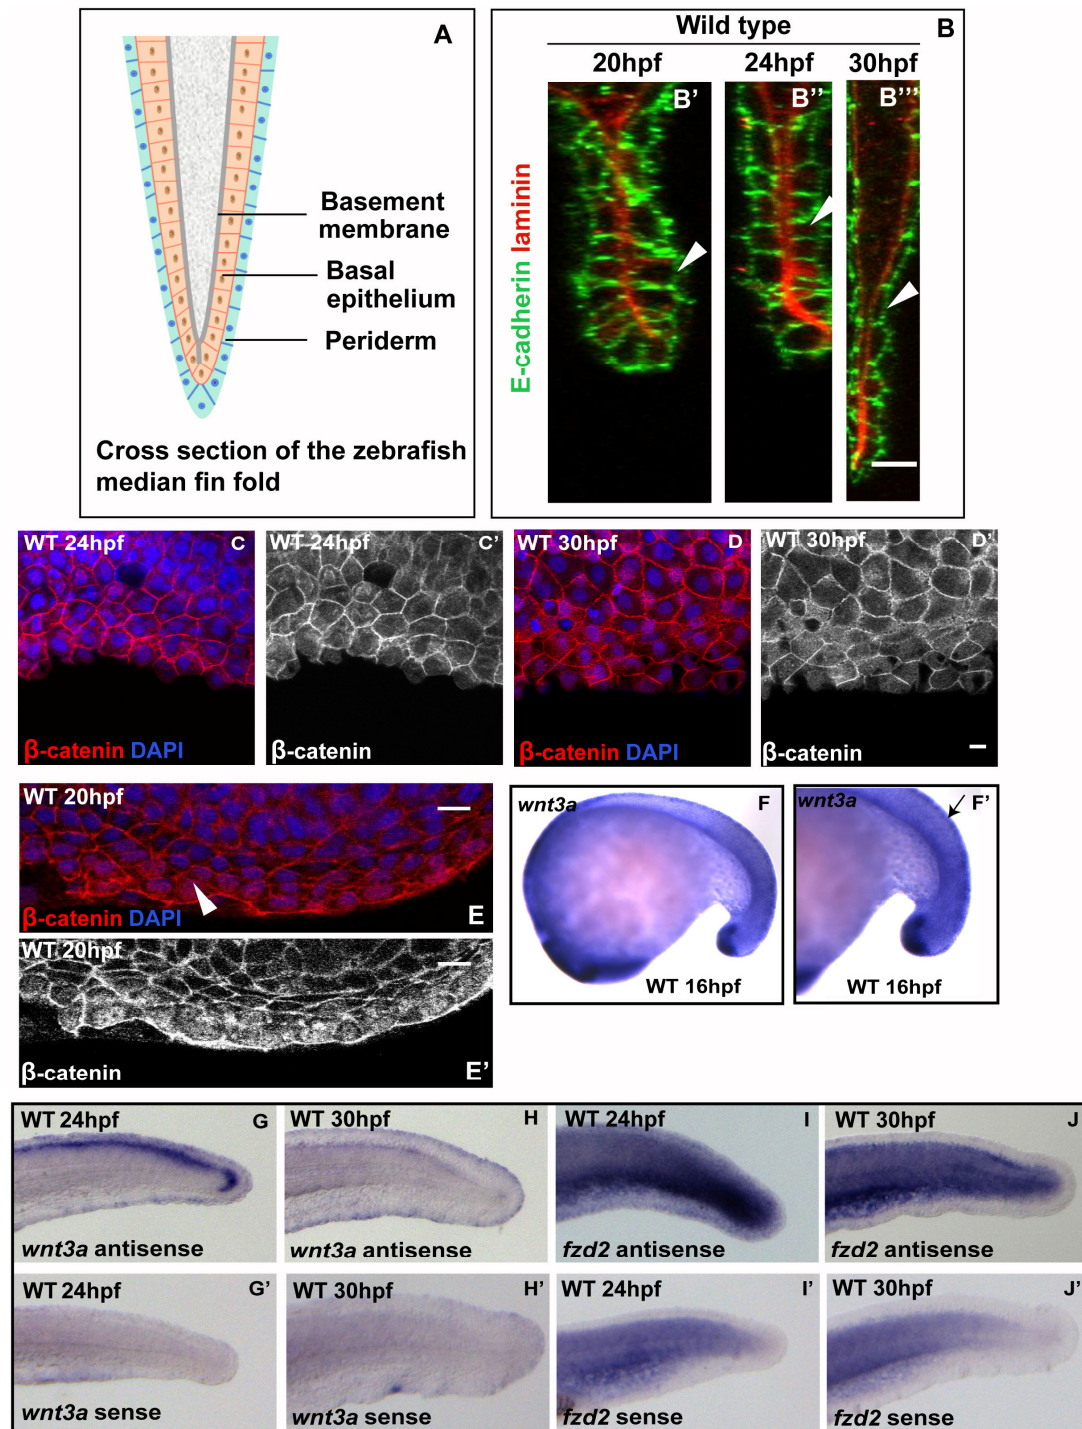 A
Basement
membrane
Basal
epithelium
Periderm
Cross section of the zebrafish
median fin fold
Wild type
B
20hpf
24hpf
30hpf
B’
B’’
B’’’
E-cadherin laminin
WT 24hpf
C
β-catenin DAPI
WT 24hpf
C’
β-catenin
WT 30hpf
D
β-catenin DAPI
WT 30hpf
D’
β-catenin
WT 20hpf
β-catenin DAPI
E
WT 20hpf
β-catenin
E’
wnt3a
F
WT 16hpf
wnt3a
F’
WT 16hpf
WT 24hpf
G
wnt3a antisense
WT 30hpf
H
wnt3a antisense
WT 24hpf
I
fzd2 antisense
WT 30hpf
J
fzd2 antisense
WT 24hpf
G’
wnt3a sense
WT 30hpf
H’
wnt3a sense
WT 24hpf
I’
fzd2 sense
WT 30hpf
J’
fzd2 sense